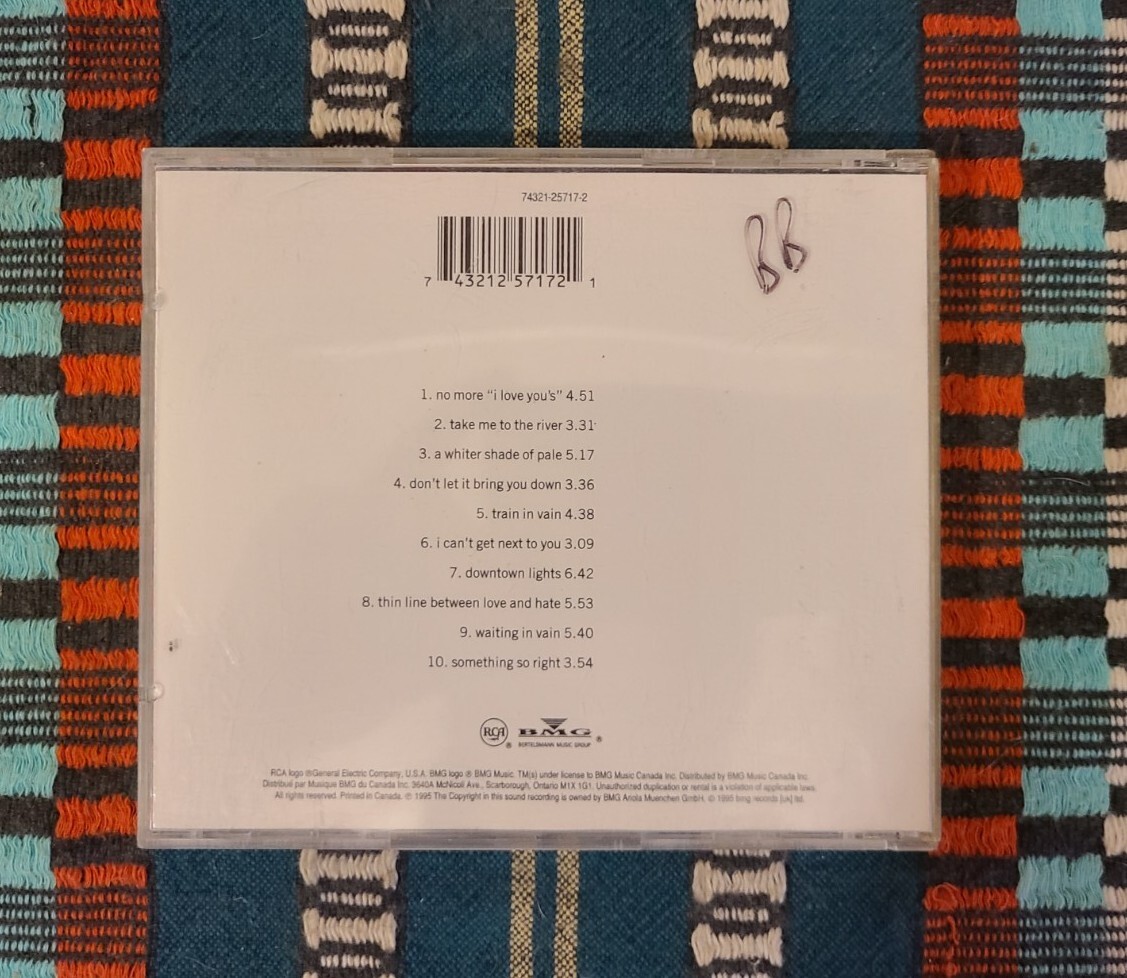 74321-25717-2
7 43212 57172 1
BB
1. no more “i love you's” 4.51
2. take me to the river 3.31
3. a whiter shade of pale 5.17
4. don't let it bring you down 3.36
5. train in vain 4.38
6. i can't get next to you 3.09
7. downtown lights 6.42
8. thin line between love and hate 5.53
9. waiting in vain 5.40
10. something so right 3.54
RCA ® BMG ®
BERTELSMANN MUSIC GROUP
RCA logo ®General Electric Company, U.S.A. BMG logo ® BMG Music. TM(s) under license to BMG Music Canada Inc. Distributed by BMG Music Canada Inc.
Distribué par Musique BMG du Canada Inc. 3640A McNicoll Ave., Scarborough, Ontario M1X 1G1. Unauthorized duplication or rental is a violation of applicable laws.
All rights reserved. Printed in Canada. ℗ 1995 The Copyright in this sound recording is owned by BMG Ariola Muenchen GmbH. © 1995 bmg records [uk] ltd.